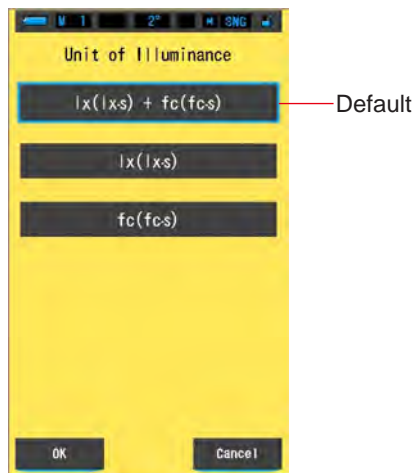 M 1 2° M SNG
Unit of Illuminance
lx(lx·s) + fc(fc·s)
Default
lx(lx·s)
fc(fc·s)
OK Cancel